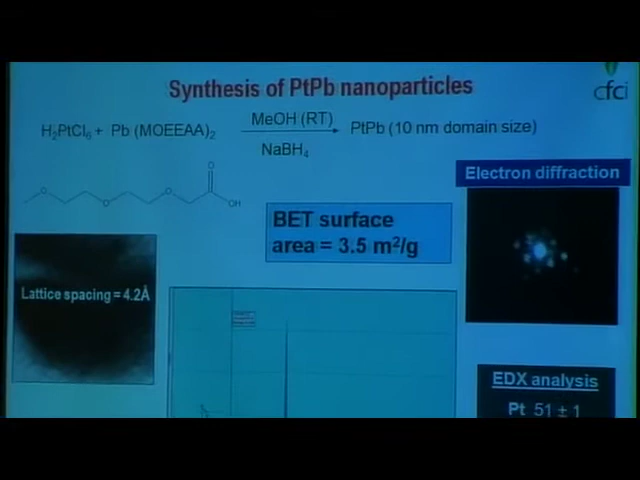 Synthesis of PtPb nanoparticles
cfci
H₂PtCl₆ + Pb (MOEEAA)₂
MeOH (RT)
NaBH₄
PtPb (10 nm domain size)
O
O
O
O
OH
Electron diffraction
BET surface
area = 3.5 m²/g
Lattice spacing = 4.2Å
EDX analysis
Pt 51 ± 1